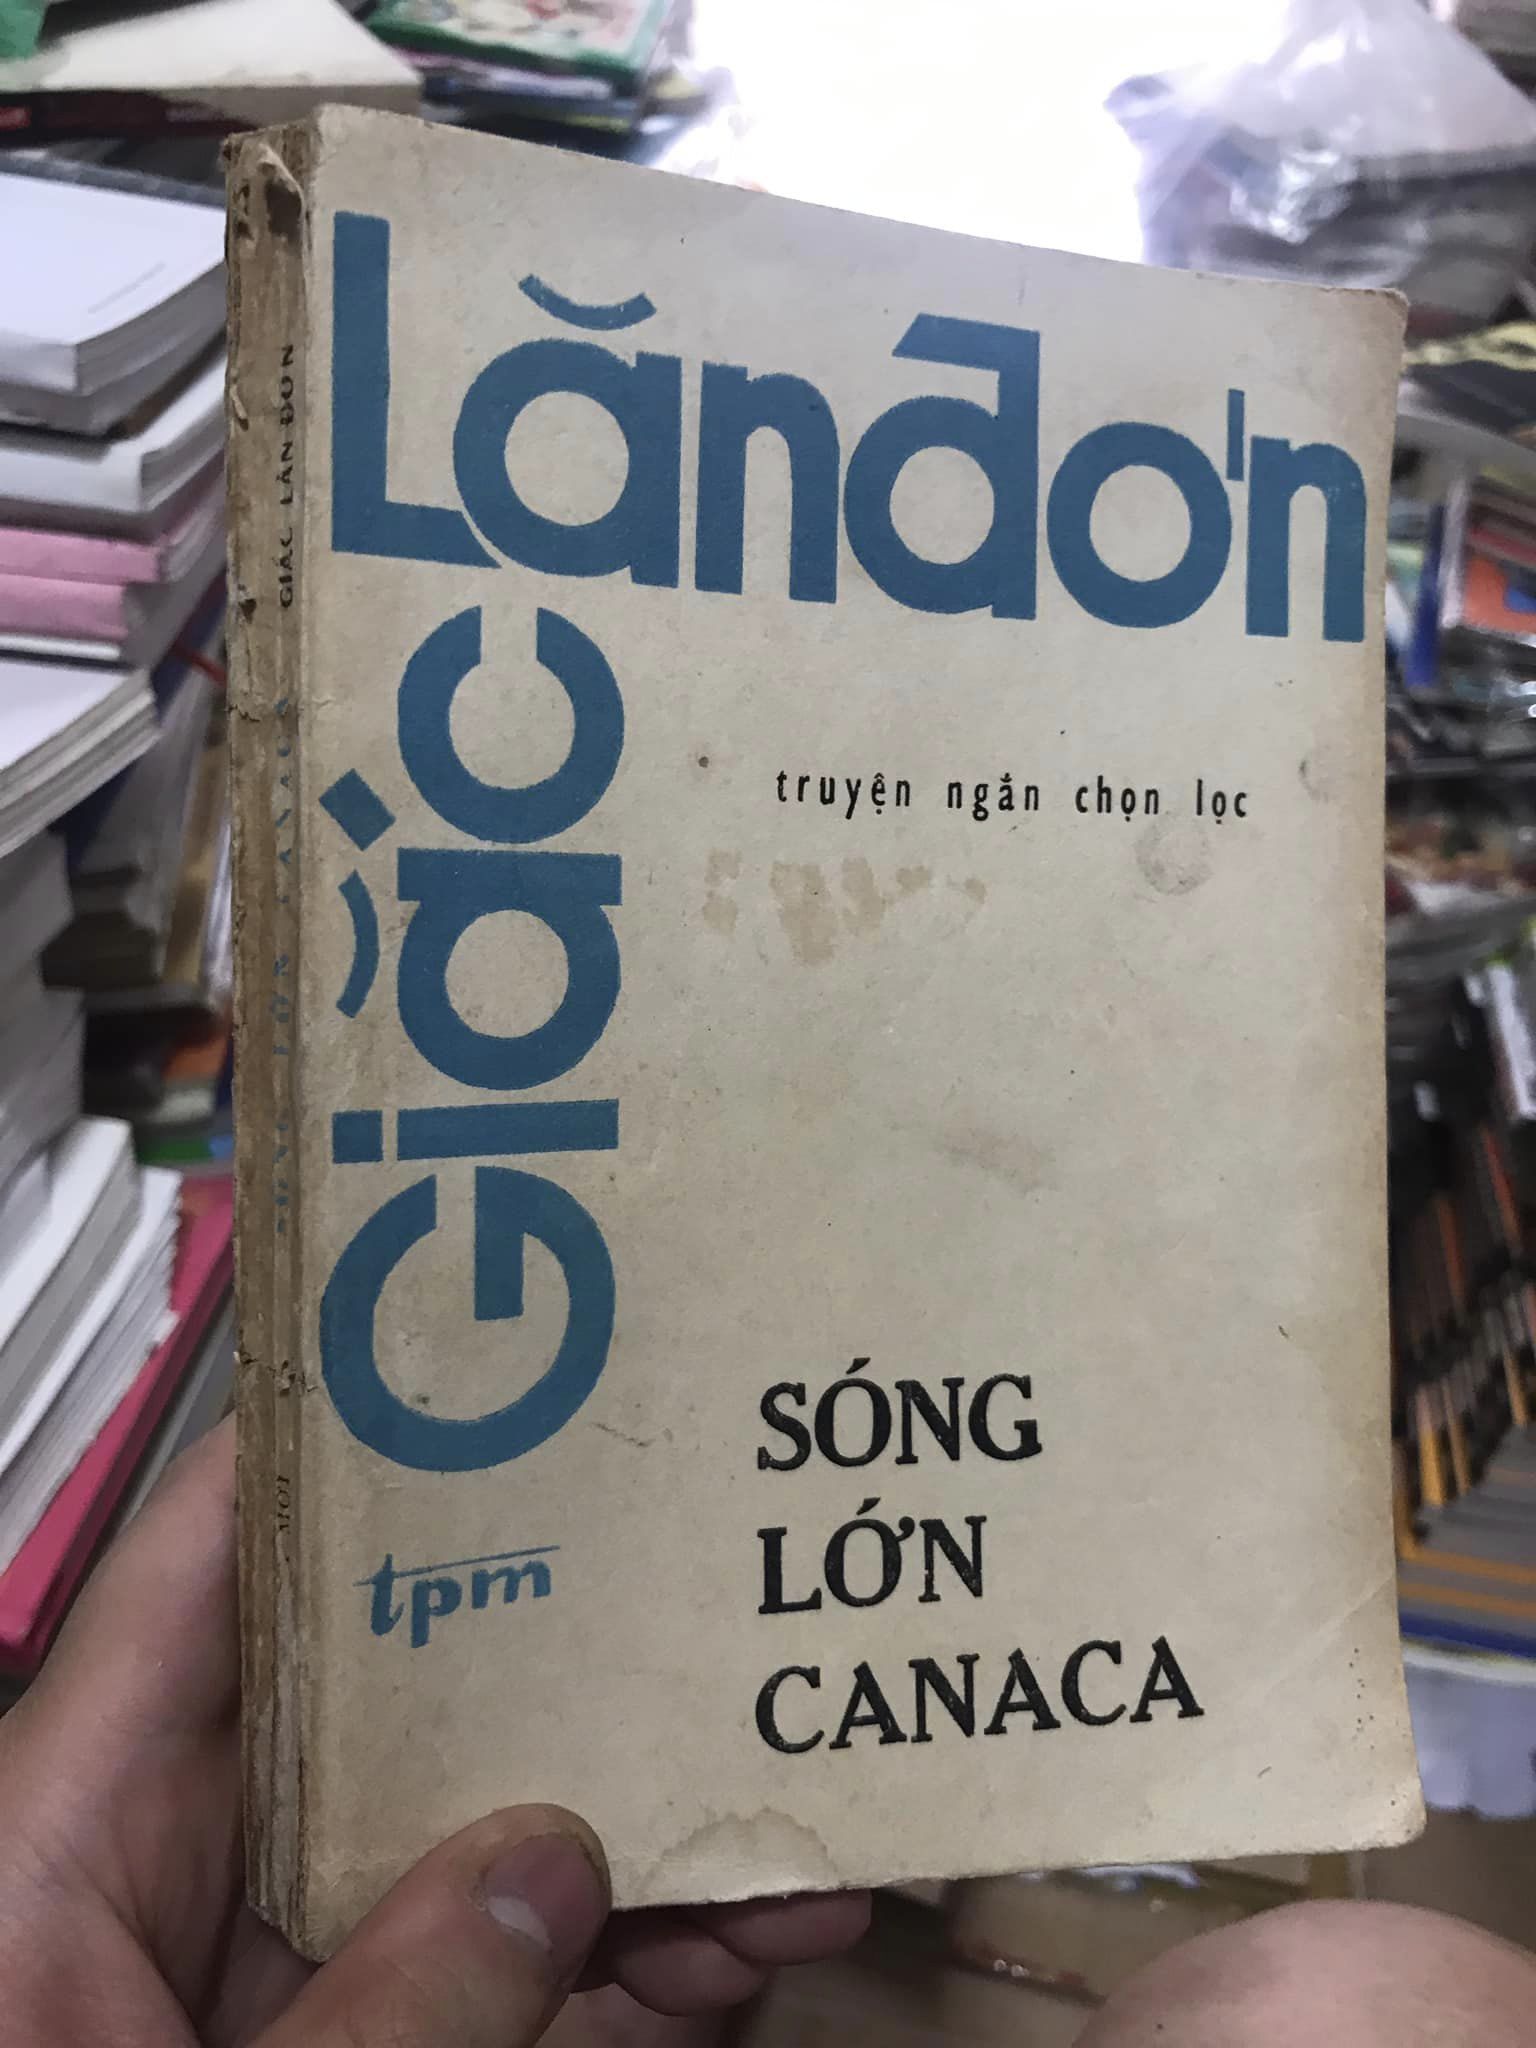 Giắc
Lănđơn
truyện ngắn chọn lọc
SÓNG
LỚN
CANACA
tpm
GIẮC LĂN ĐƠN